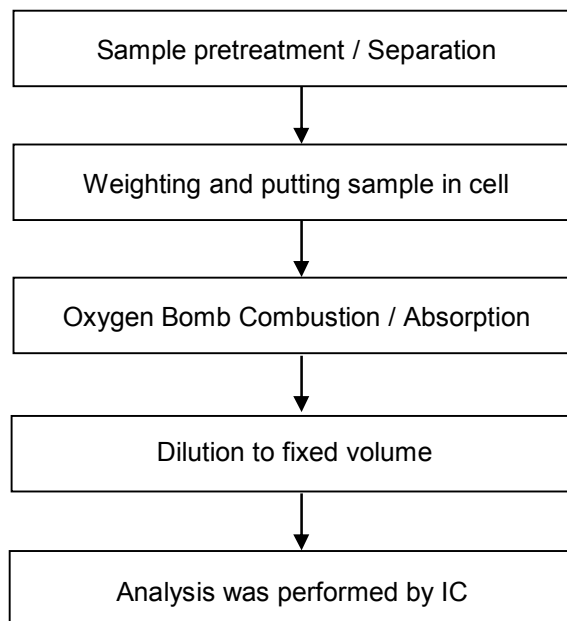 Sample pretreatment / Separation
Weighting and putting sample in cell
Oxygen Bomb Combustion / Absorption
Dilution to fixed volume
Analysis was performed by IC